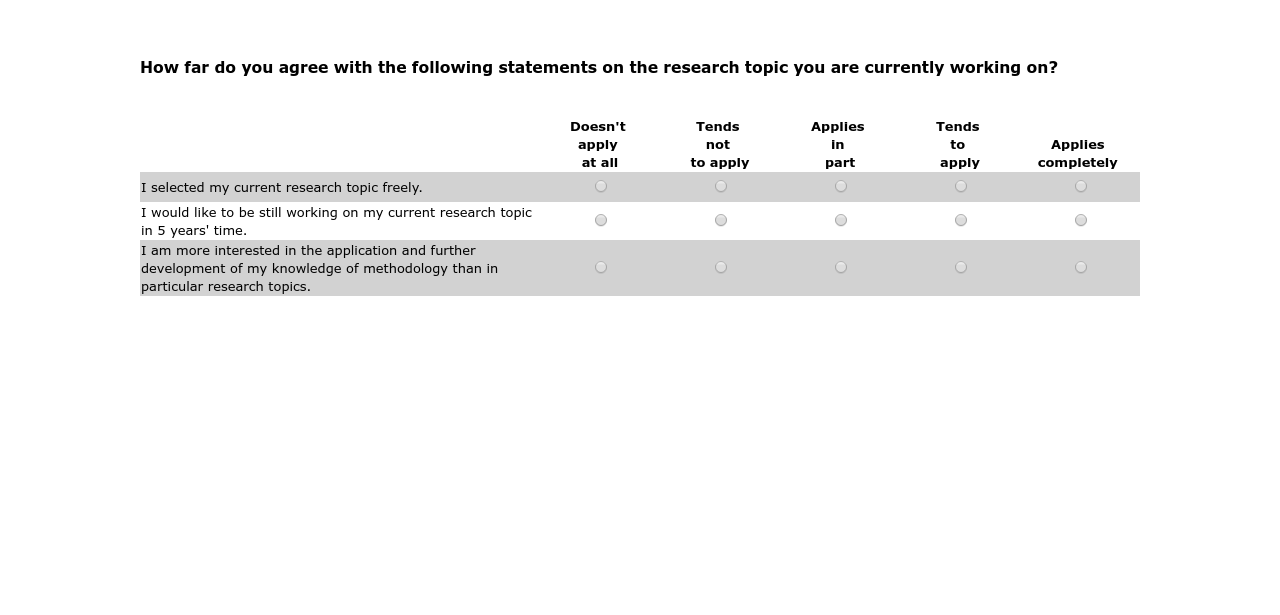 How far do you agree with the following statements on the research topic you are currently working on?
Doesn't apply at all
Tends not to apply
Applies in part
Tends to apply
Applies completely
I selected my current research topic freely.
I would like to be still working on my current research topic
in 5 years' time.
I am more interested in the application and further
development of my knowledge of methodology than in
particular research topics.